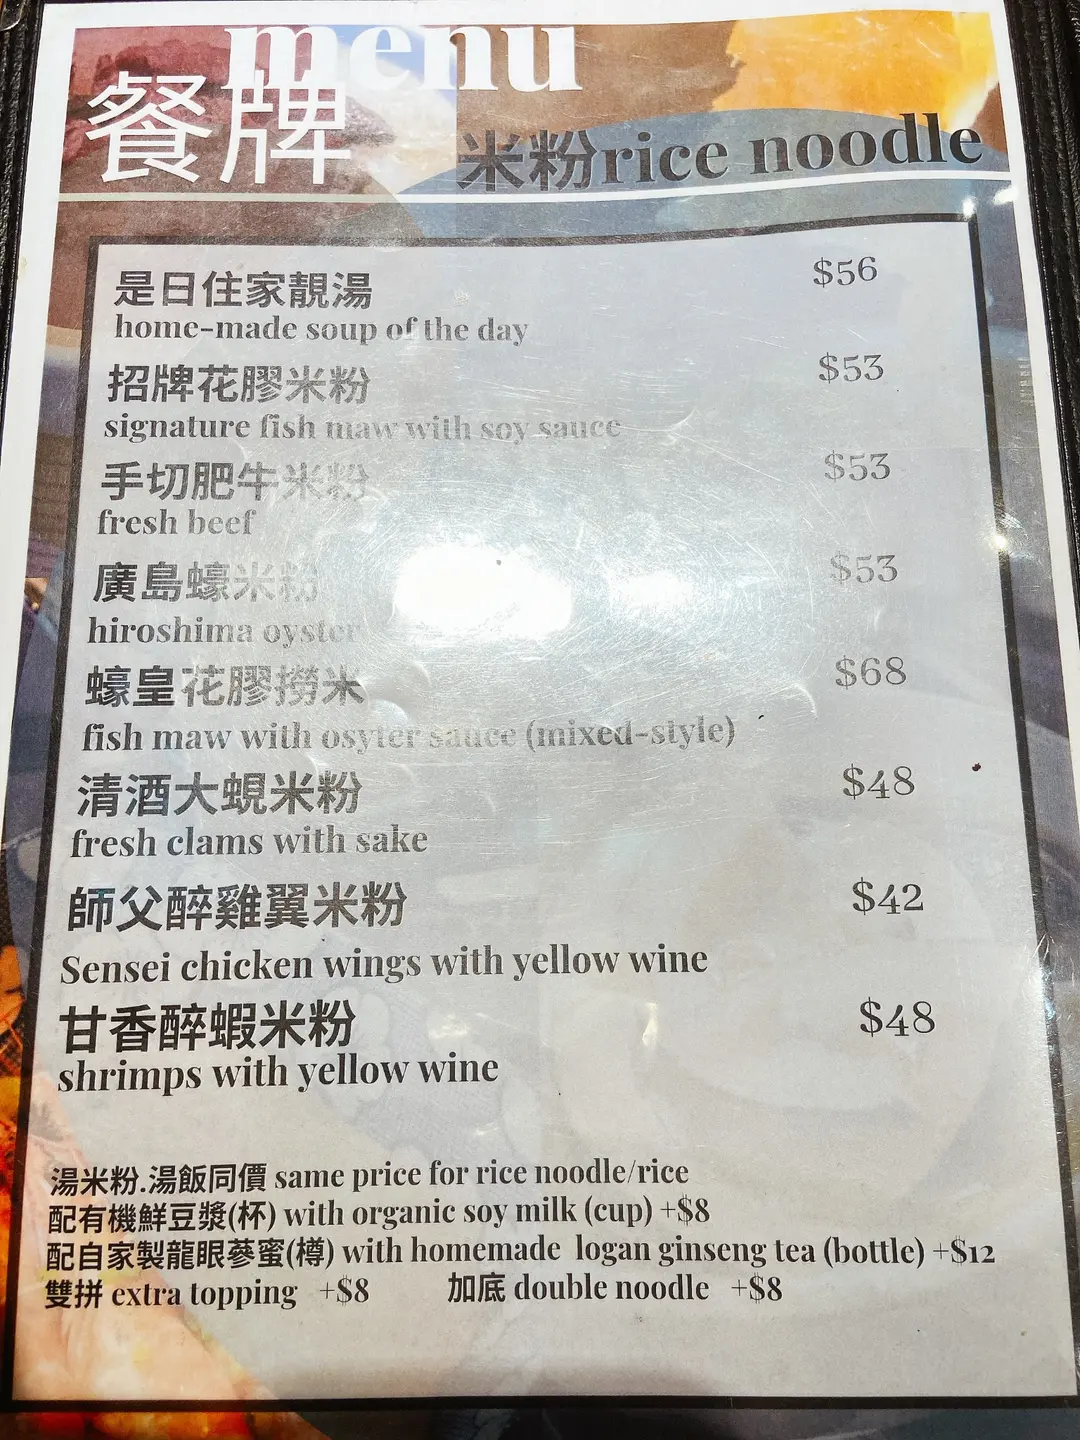 menu
餐牌
米粉rice noodle
是日住家靚湯 $56
home-made soup of the day
招牌花膠米粉 $53
signature fish maw with soy sauce
手切肥牛米粉 $53
fresh beef
廣島蠔米粉 $53
hiroshima oyster
蠔皇花膠撈米 $68
fish maw with osyter sauce (mixed-style)
清酒大蜆米粉 $48
fresh clams with sake
師父醉雞翼米粉 $42
Sensei chicken wings with yellow wine
甘香醉蝦米粉 $48
shrimps with yellow wine
湯米粉.湯飯同價 same price for rice noodle/rice
配有機鮮豆漿(杯) with organic soy milk (cup) +$8
配自家製龍眼蔘蜜(樽) with homemade logan ginseng tea (bottle) +$12
雙拼 extra topping +$8 加底 double noodle +$8